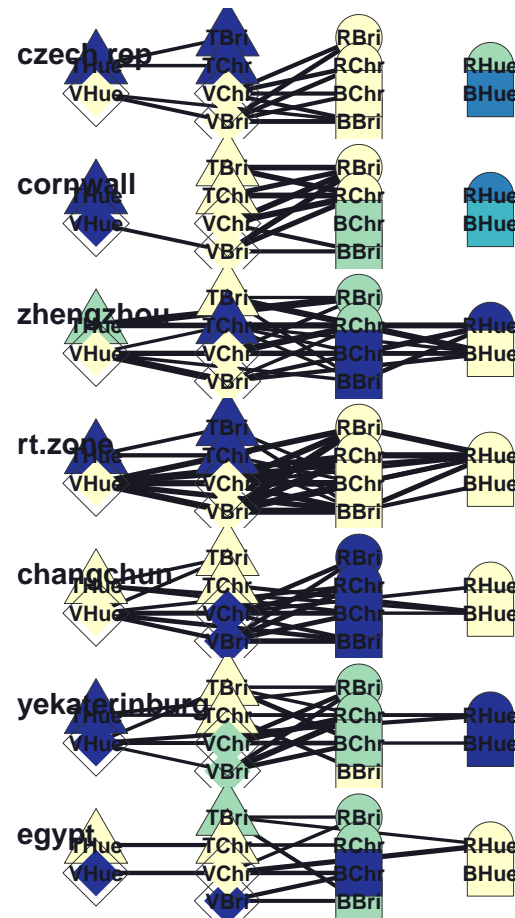 czech rep
TBri RBri
THue TChr RChr RHue
VHue VChr BChr BHue
VBri BBri
cornwall
TBri RBri
THue TChr RChr RHue
VHue VChr BChr BHue
VBri BBri
zhengzhou
TBri RBri
THue TChr RChr RHue
VHue VChr BChr BHue
VBri BBri
rt.zone
TBri RBri
THue TChr RChr RHue
VHue VChr BChr BHue
VBri BBri
changchun
TBri RBri
THue TChr RChr RHue
VHue VChr BChr BHue
VBri BBri
yekaterinburg
TBri RBri
THue TChr RChr RHue
VHue VChr BChr BHue
VBri BBri
egypt
TBri RBri
THue TChr RChr RHue
VHue VChr BChr BHue
VBri BBri